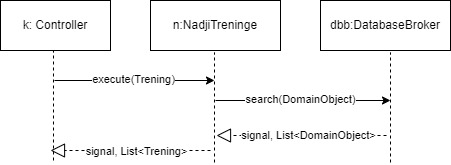 k: Controller
n:NadjiTreninge
dbb:DatabaseBroker
execute(Trening)
search(DomainObject)
signal, List<DomainObject>
signal, List<Trening>